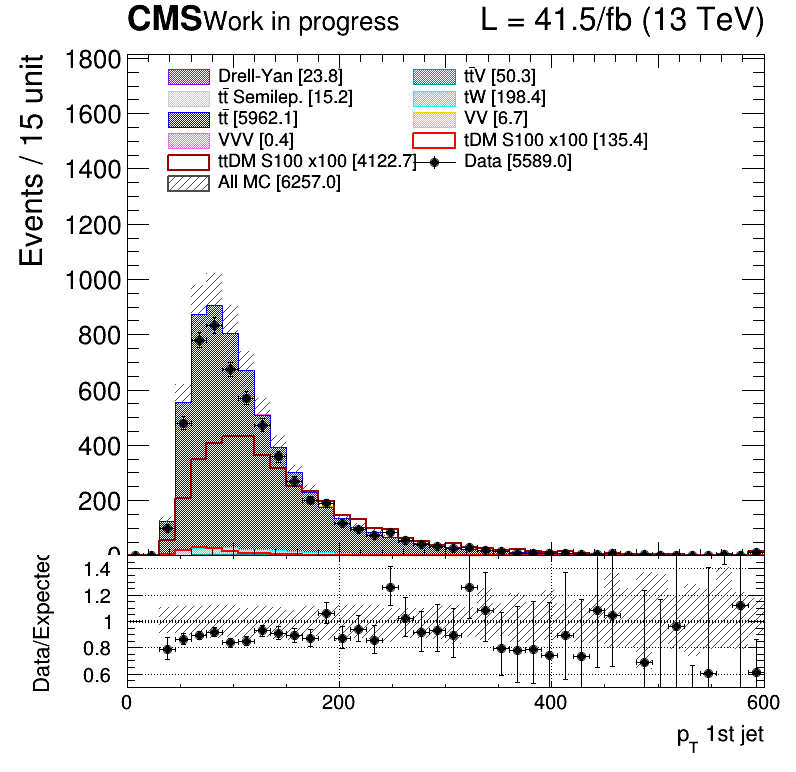 CMS Work in progress L = 41.5/fb (13 TeV)
Events / 15 unit
1800
1600
1400
1200
1000
800
600
400
200
0
Drell-Yan [23.8] tt̄V [50.3]
tt̄ Semilep. [15.2] tW [198.4]
tt̄ [5962.1] VV [6.7]
VVV [0.4] tDM S100 x100 [135.4]
ttDM S100 x100 [4122.7] Data [5589.0]
All MC [6257.0]
Data/Expected
1.4
1.2
1
0.8
0.6
0 200 400 600
p_T 1st jet